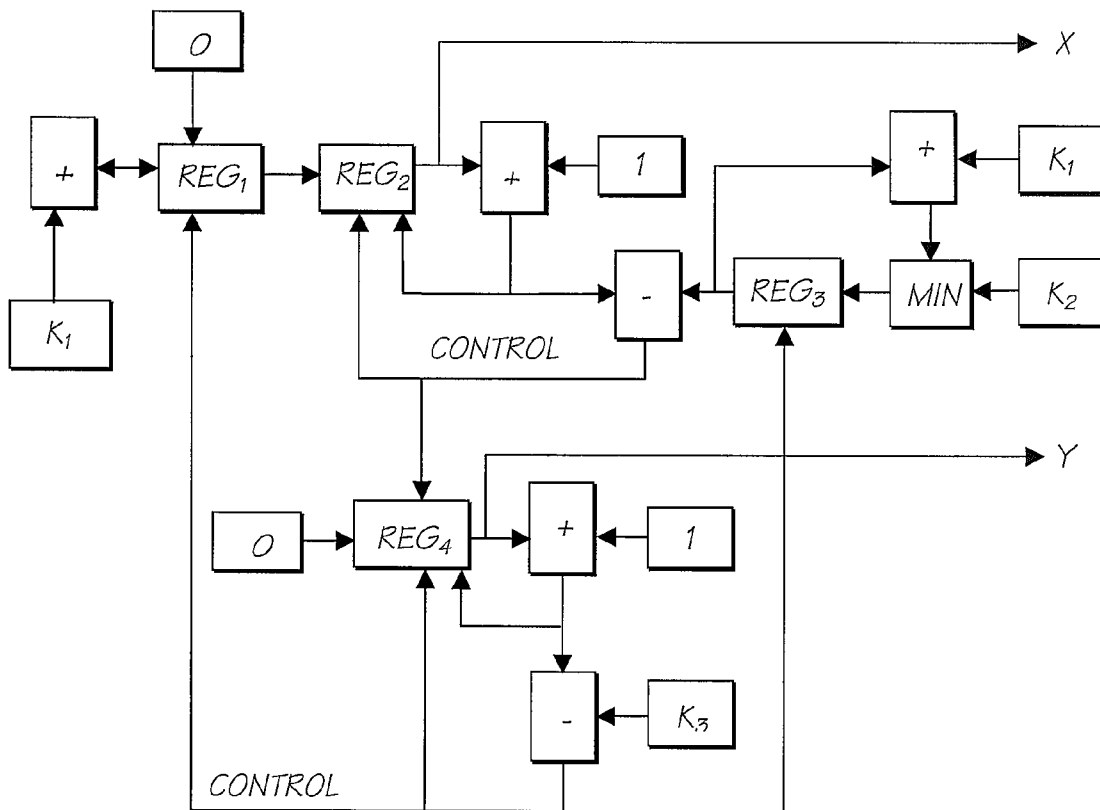 0
X
+
REG₁
REG₂
+
1
+
K₁
K₁
-
REG₃
MIN
K₂
CONTROL
Y
0
REG₄
+
1
-
K₃
CONTROL